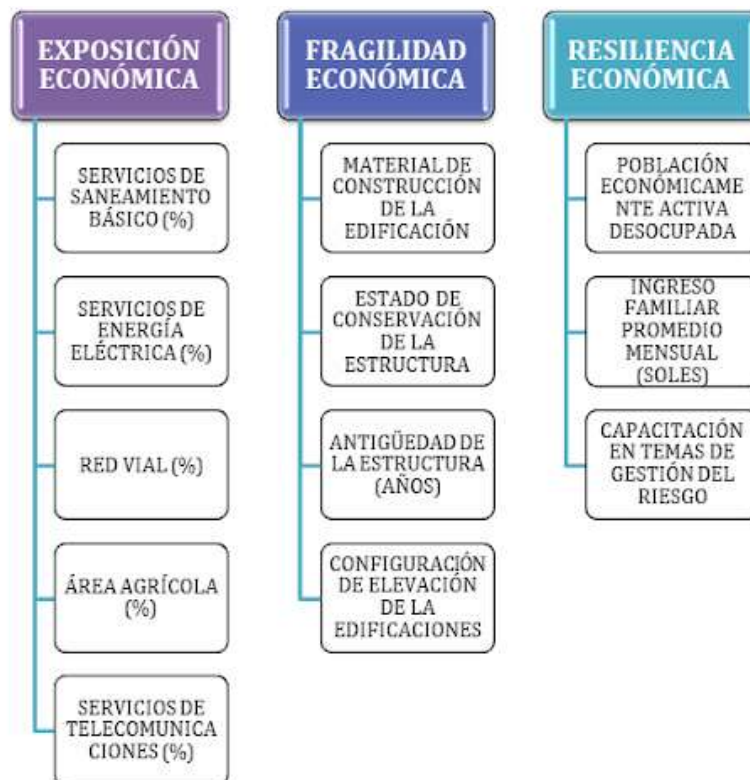 EXPOSICIÓN
ECONÓMICA
SERVICIOS DE
SANEAMIENTO
BÁSICO (%)
SERVICIOS DE
ENERGÍA
ELÉCTRICA (%)
RED VIAL (%)
ÁREA AGRÍCOLA
(%)
SERVICIOS DE
TELECOMUNICA
CIONES (%)
FRAGILIDAD
ECONÓMICA
MATERIAL DE
CONSTRUCCIÓN
DE LA
EDIFICACIÓN
ESTADO DE
CONSERVACIÓN
DE LA
ESTRUCTURA
ANTIGÜEDAD DE
LA ESTRUCTURA
(AÑOS)
CONFIGURACIÓN
DE ELEVACIÓN
DE LA
EDIFICACIONES
RESILIENCIA
ECONÓMICA
POBLACIÓN
ECONÓMICAME
NTE ACTIVA
DESOCUPADA
INGRESO
FAMILIAR
PROMEDIO
MENSUAL
(SOLES)
CAPACITACIÓN
EN TEMAS DE
GESTIÓN DEL
RIESGO